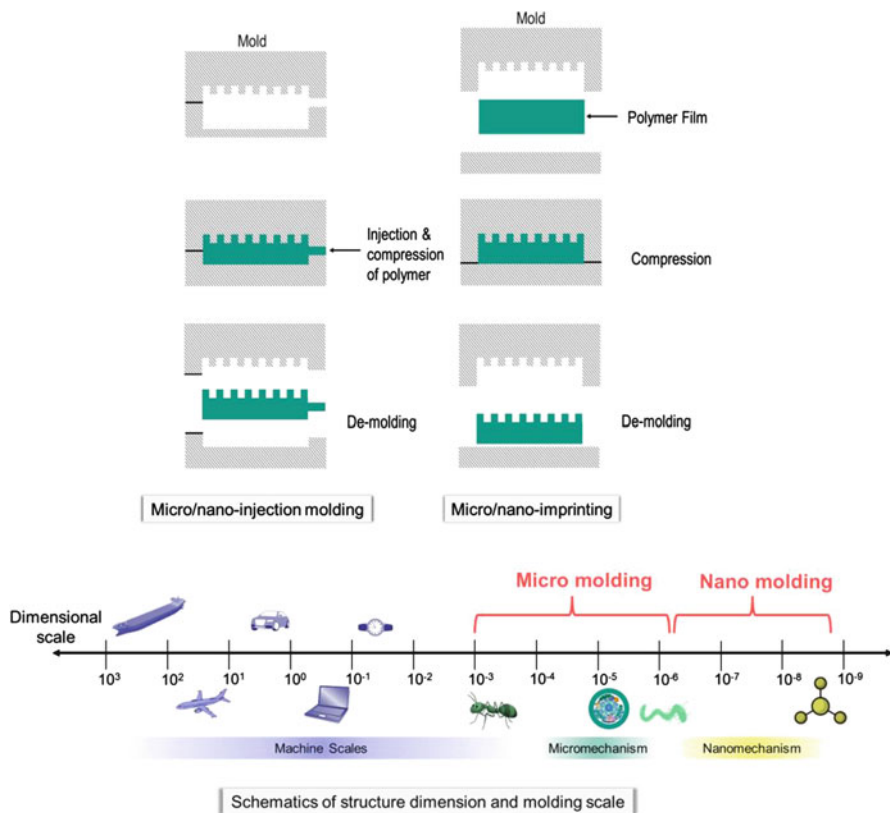 Mold
Injection &
compression
of polymer
De-molding
Micro/nano-injection molding
Mold
Polymer Film
Compression
De-molding
Micro/nano-imprinting
Micro molding
Nano molding
Dimensional
scale
10³ 10² 10¹ 10⁰ 10⁻¹ 10⁻² 10⁻³ 10⁻⁴ 10⁻⁵ 10⁻⁶ 10⁻⁷ 10⁻⁸ 10⁻⁹
Machine Scales
Micromechanism
Nanomechanism
Schematics of structure dimension and molding scale